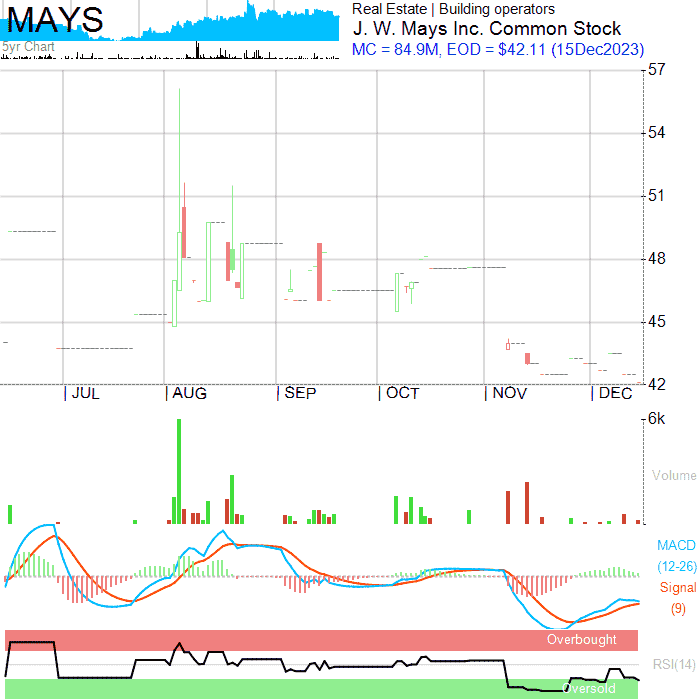 MAYS
5yr Chart
Real Estate | Building operators
J. W. Mays Inc. Common Stock
MC = 84.9M, EOD = $42.11 (15Dec2023)
57
54
51
48
45
42
| JUL
| AUG
| SEP
| OCT
| NOV
| DEC
6k
Volume
MACD
(12-26)
Signal
(9)
Overbought
RSI(14)
Oversold